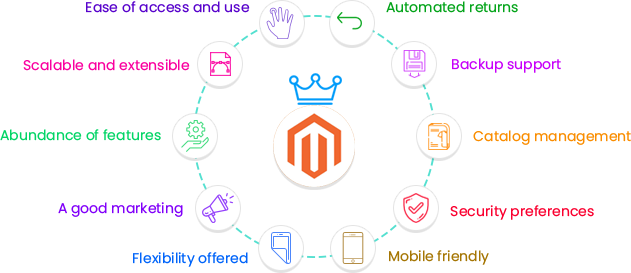 Ease of access and use
Automated returns
Scalable and extensible
Backup support
Abundance of features
Catalog management
A good marketing
Security preferences
Flexibility offered
Mobile friendly